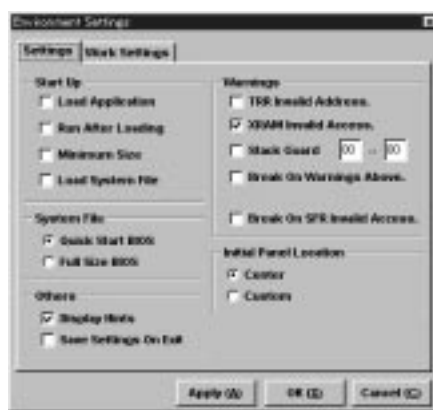 Environment Settings
Settings
Work Settings
Start Up
Load Application
Run After Loading
Minimum Size
Load System File
System File
Quick Start BIOS
Full Size BIOS
Others
Display Hints
Save Settings On Exit
Warnings
TRR Invalid Address.
XRAM Invalid Access.
Stack Guard 00 -- 00
Break On Warnings Above.
Break On SFR Invalid Access.
Initial Panel Location
Center
Custom
Apply (A)
OK
Cancel (C)